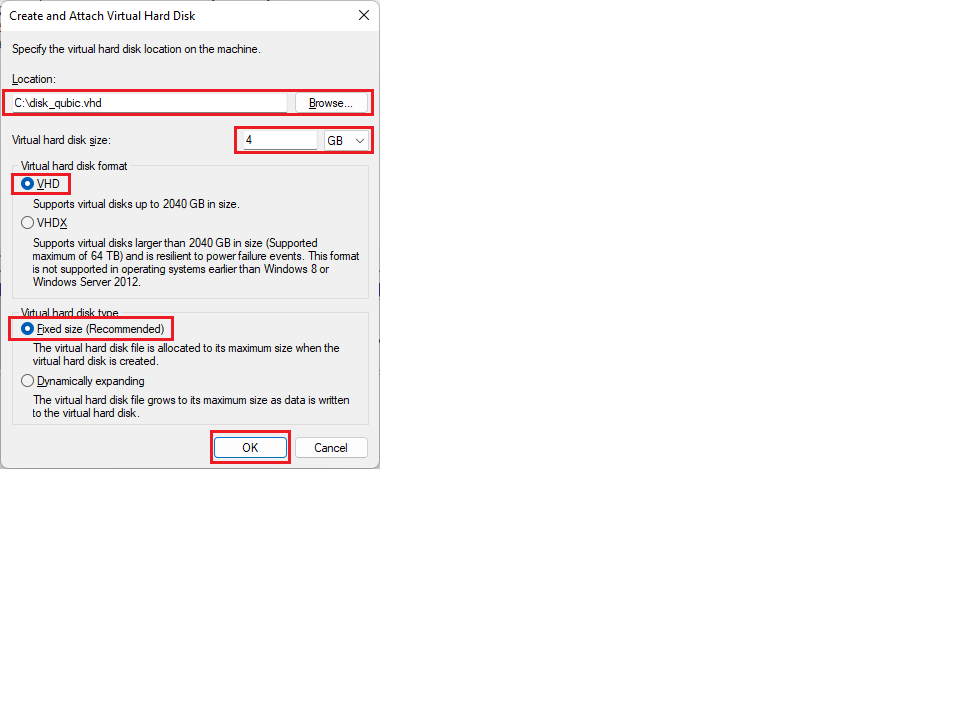 Create and Attach Virtual Hard Disk
Specify the virtual hard disk location on the machine.
Location:
C:\disk_qubic.vhd
Browse...
Virtual hard disk size:
4
GB
Virtual hard disk format
VHD
Supports virtual disks up to 2040 GB in size.
VHDX
Supports virtual disks larger than 2040 GB in size (Supported
maximum of 64 TB) and is resilient to power failure events. This format
is not supported in operating systems earlier than Windows 8 or
Windows Server 2012.
Virtual hard disk type
Fixed size (Recommended)
The virtual hard disk file is allocated to its maximum size when the
virtual hard disk is created.
Dynamically expanding
The virtual hard disk file grows to its maximum size as data is written
to the virtual hard disk.
OK
Cancel